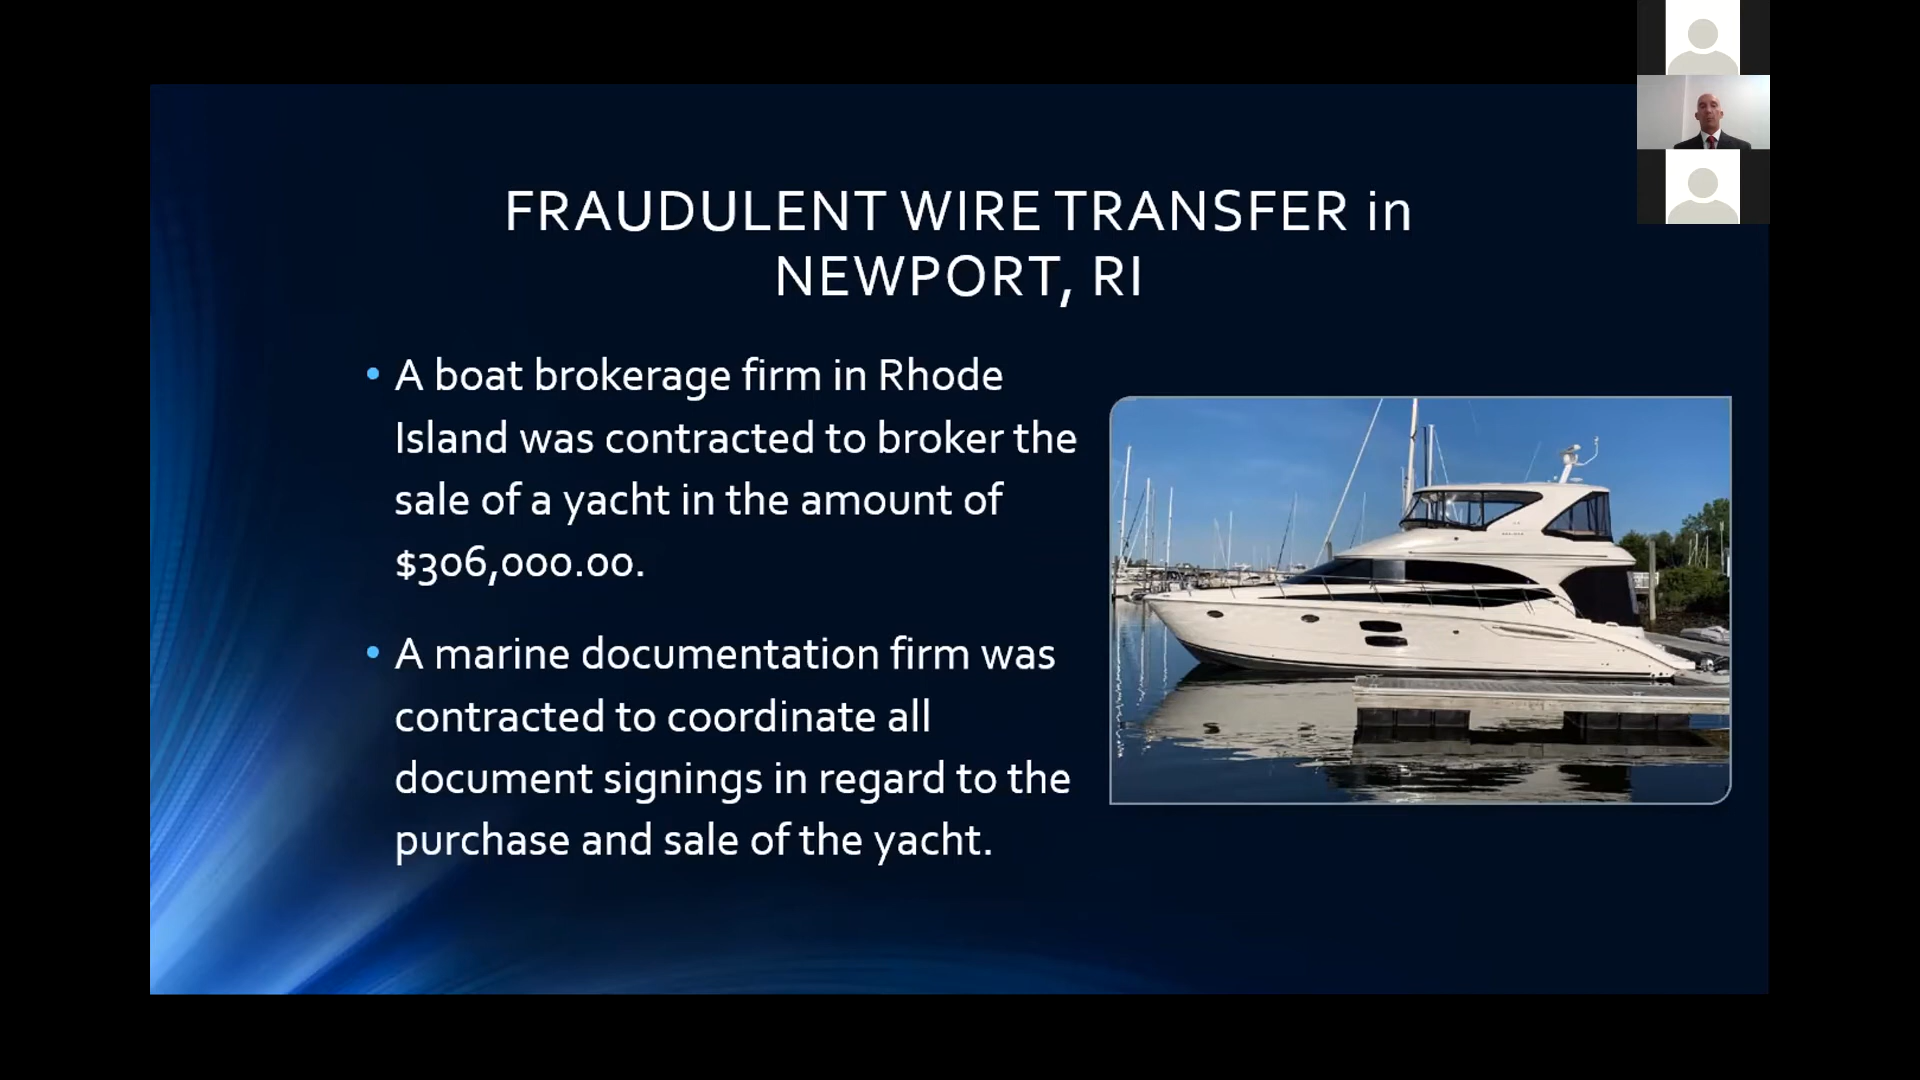 FRAUDULENT WIRE TRANSFER in
NEWPORT, RI
• A boat brokerage firm in Rhode
Island was contracted to broker the
sale of a yacht in the amount of
$306,000.00.
• A marine documentation firm was
contracted to coordinate all
document signings in regard to the
purchase and sale of the yacht.